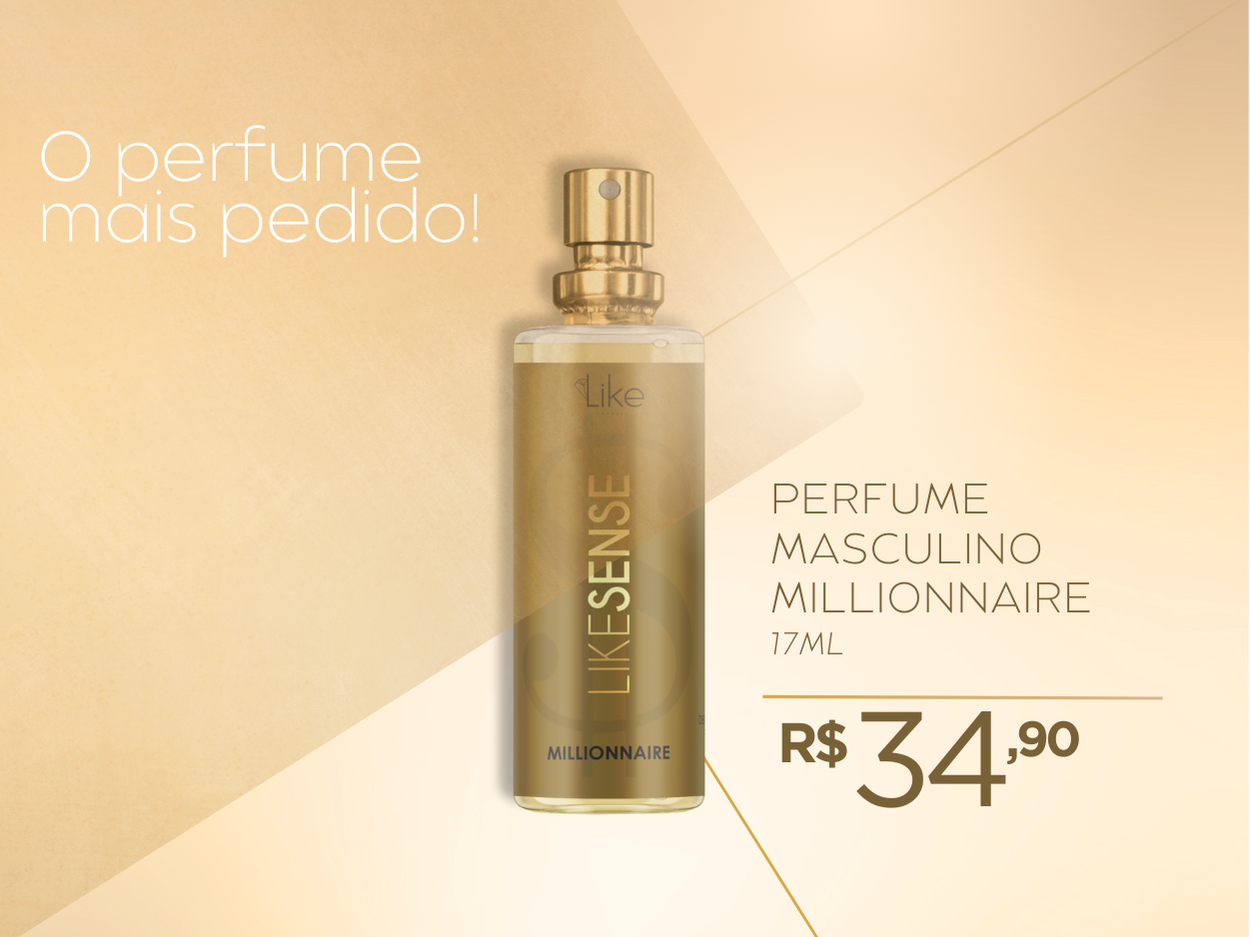 O perfume
mais pedido!
Like
LIKESENSE
MILLIONNAIRE
PERFUME
MASCULINO
MILLIONNAIRE
17ML
R$34,90